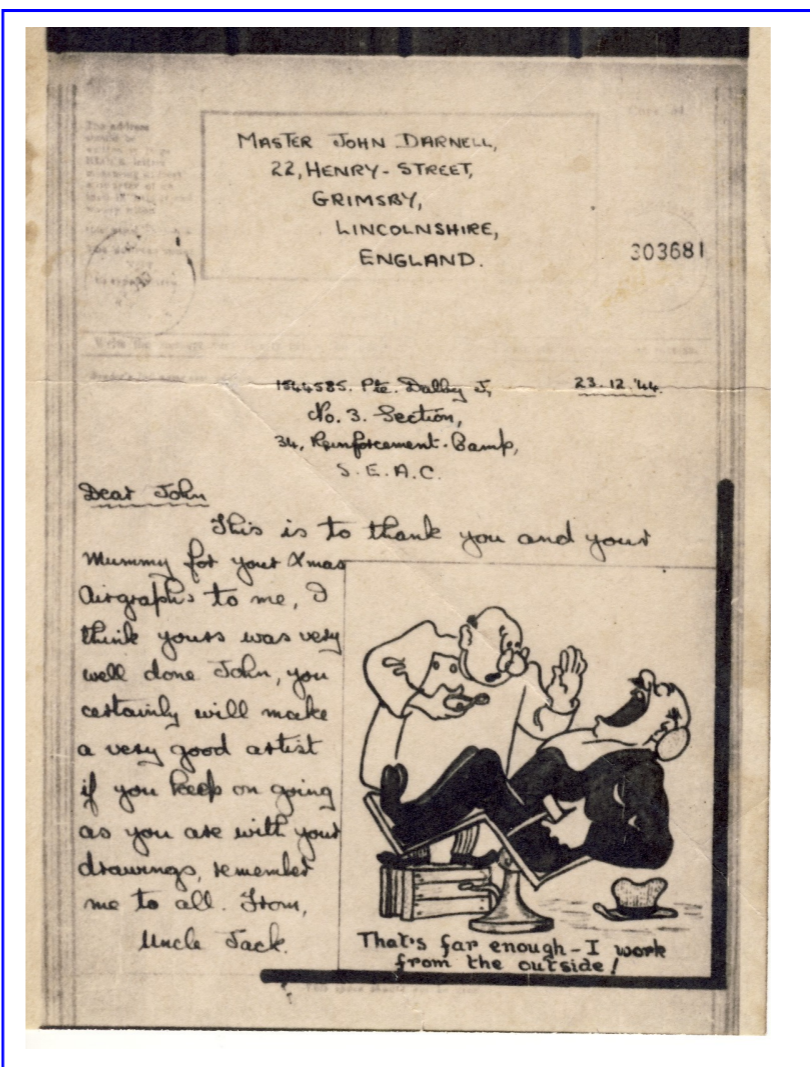 MASTER JOHN DARNELL,
22, HENRY-STREET,
GRIMSBY,
LINCOLNSHIRE,
ENGLAND.
303681
1544585. Pte. Dalby J,
23.12.'44.
No. 3. Section,
34, Reinforcement-Camp,
S.E.A.C.
Dear John
This is to thank you and your
Mummy for your Xmas
Airgraphs to me, I
think yours was very
well done John, you
certainly will make
a very good artist
if you keep on going
as you are with your
drawings, remember
me to all. From,
Uncle Jack.
That's far enough - I work
from the outside!